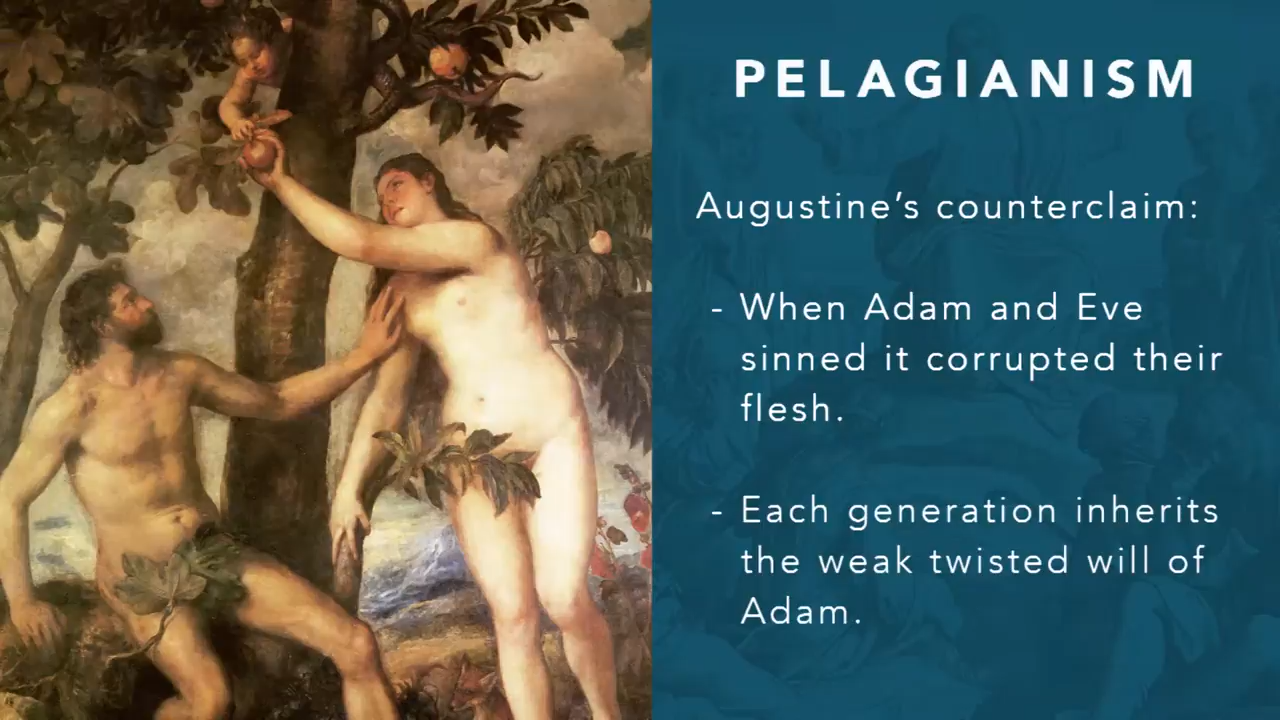 PELAGIANISM
Augustine’s counterclaim:
- When Adam and Eve
sinned it corrupted their
flesh.
- Each generation inherits
the weak twisted will of
Adam.